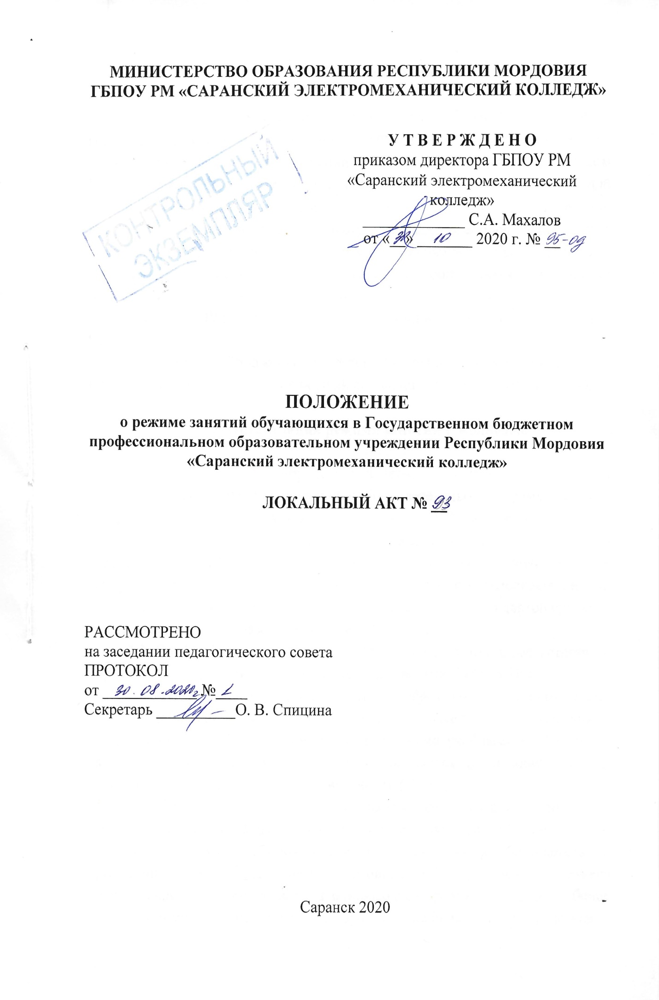 МИНИСТЕРСТВО ОБРАЗОВАНИЯ РЕСПУБЛИКИ МОРДОВИЯ
ГБПОУ РМ «САРАНСКИЙ ЭЛЕКТРОМЕХАНИЧЕСКИЙ КОЛЛЕДЖ»
КОНТРОЛЬНЫЙ
ЭКЗЕМПЛЯР
У Т В Е Р Ж Д Е Н О
приказом директора ГБПОУ РМ
«Саранский электромеханический
колледж»
С.А. Махалов
от « » 10 2020 г. № 95-од
ПОЛОЖЕНИЕ
о режиме занятий обучающихся в Государственном бюджетном
профессиональном образовательном учреждении Республики Мордовия
«Саранский электромеханический колледж»
ЛОКАЛЬНЫЙ АКТ № 93
РАССМОТРЕНО
на заседании педагогического совета
ПРОТОКОЛ
от 30.08.2020г № 1
Секретарь О. В. Спицина
Саранск 2020